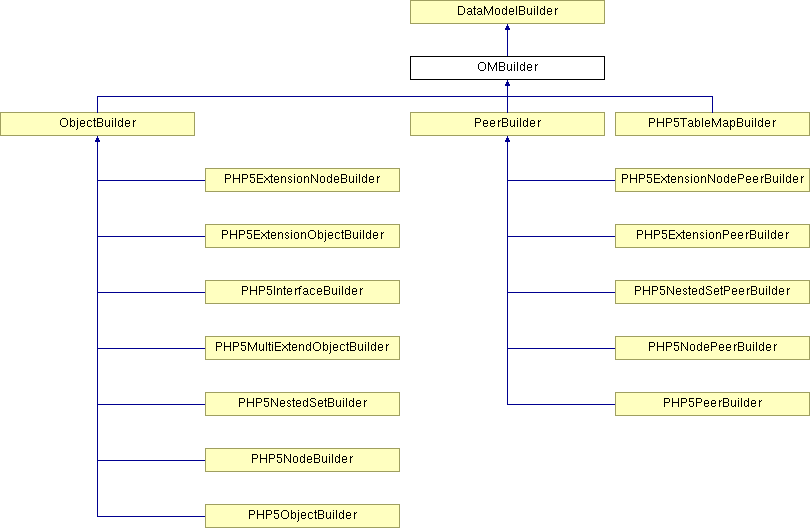 DataModelBuilder
OMBuilder
ObjectBuilder
PeerBuilder
PHP5TableMapBuilder
PHP5ExtensionNodeBuilder
PHP5ExtensionNodePeerBuilder
PHP5ExtensionObjectBuilder
PHP5ExtensionPeerBuilder
PHP5InterfaceBuilder
PHP5NestedSetPeerBuilder
PHP5MultiExtendObjectBuilder
PHP5NodePeerBuilder
PHP5NestedSetBuilder
PHP5PeerBuilder
PHP5NodeBuilder
PHP5ObjectBuilder